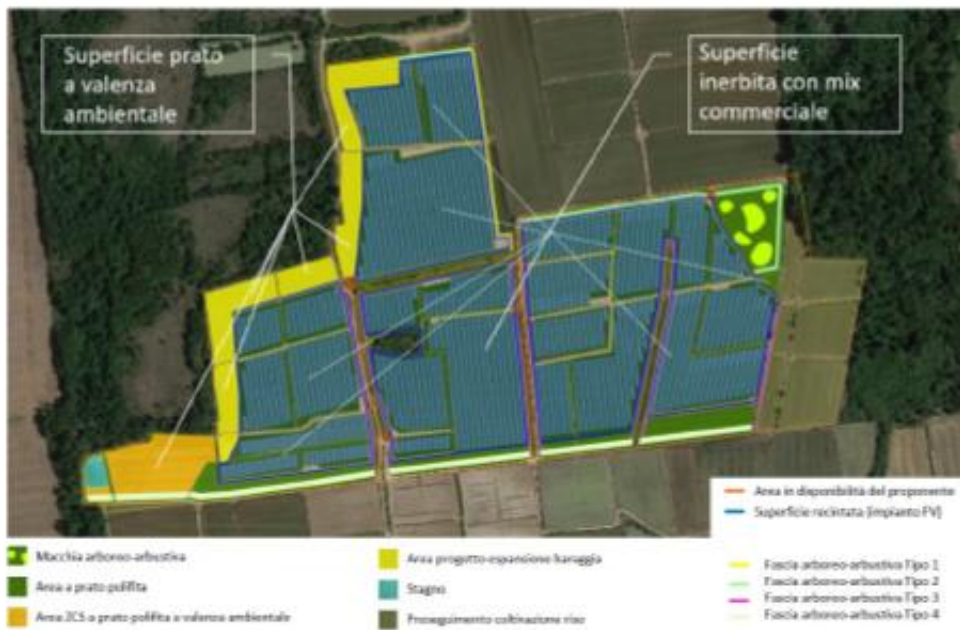 Superficie prato
a valenza
ambientale
Superficie
inerbita con mix
commerciale
Area in disponibilità del proponente
Superficie recintata (impianto FV)
Macchia arboreo-arbustiva
Area a prato polifita
Area ZCS a prato polifita a valenza ambientale
Area progetto espansione baraggia
Stagno
Proseguimento coltivazione riso
Fascia arboreo-arbustiva Tipo 1
Fascia arboreo-arbustiva Tipo 2
Fascia arboreo-arbustiva Tipo 3
Fascia arboreo-arbustiva Tipo 4